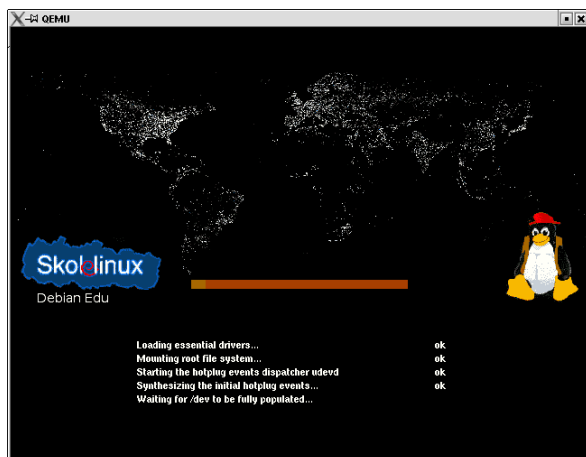 QEMU
Skolelinux
Debian Edu
Loading essential drivers... ok
Mounting root file system... ok
Starting the hotplug events dispatcher udevd ok
Synthesizing the initial hotplug events... ok
Waiting for /dev to be fully populated...